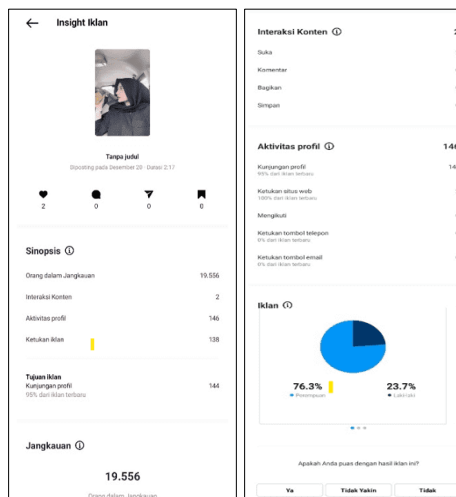 Insight Iklan
Tanpa judul
Diposting pada Desember 20 · Durasi 2.17
2
0
0
0
Sinopsis
Orang dalam Jangkauan 19.556
Interaksi Konten 2
Aktivitas profil 146
Ketukan iklan 138
Tujuan iklan
Kunjungan profil 144
95% dari iklan terbaru
Jangkauan
19.556
Orang dalam Jangkauan
Interaksi Konten
Suka
Komentar
Bagikan
Simpan
Aktivitas profil 146
Kunjungan profil
95% dari iklan terbaru
Ketukan situs web
100% dari iklan terbaru
Mengikuti
Ketukan tombol telepon
0% dari iklan terbaru
Ketukan tombol email
0% dari iklan terbaru
Iklan
76.3% 23.7%
Perempuan Laki-laki
Apakah Anda puas dengan hasil iklan ini?
Ya Tidak Yakin Tidak